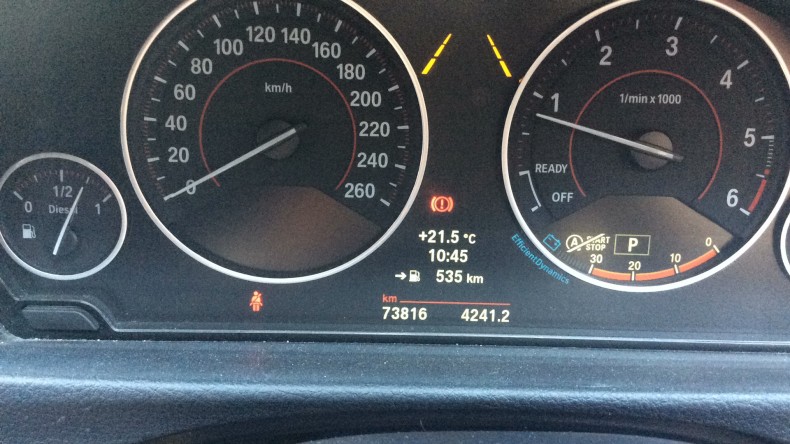 0 1/2 1
Diesel
0 20 40 60 80 100 120 140 160 180 200 220 240 260
km/h
+21.5 °C
10:45
→ 535 km
km
73816 4241.2
1 2 3 4 5 6
1/min x 1000
READY
OFF
A START
STOP
P
30 20 10 0
EfficientDynamics